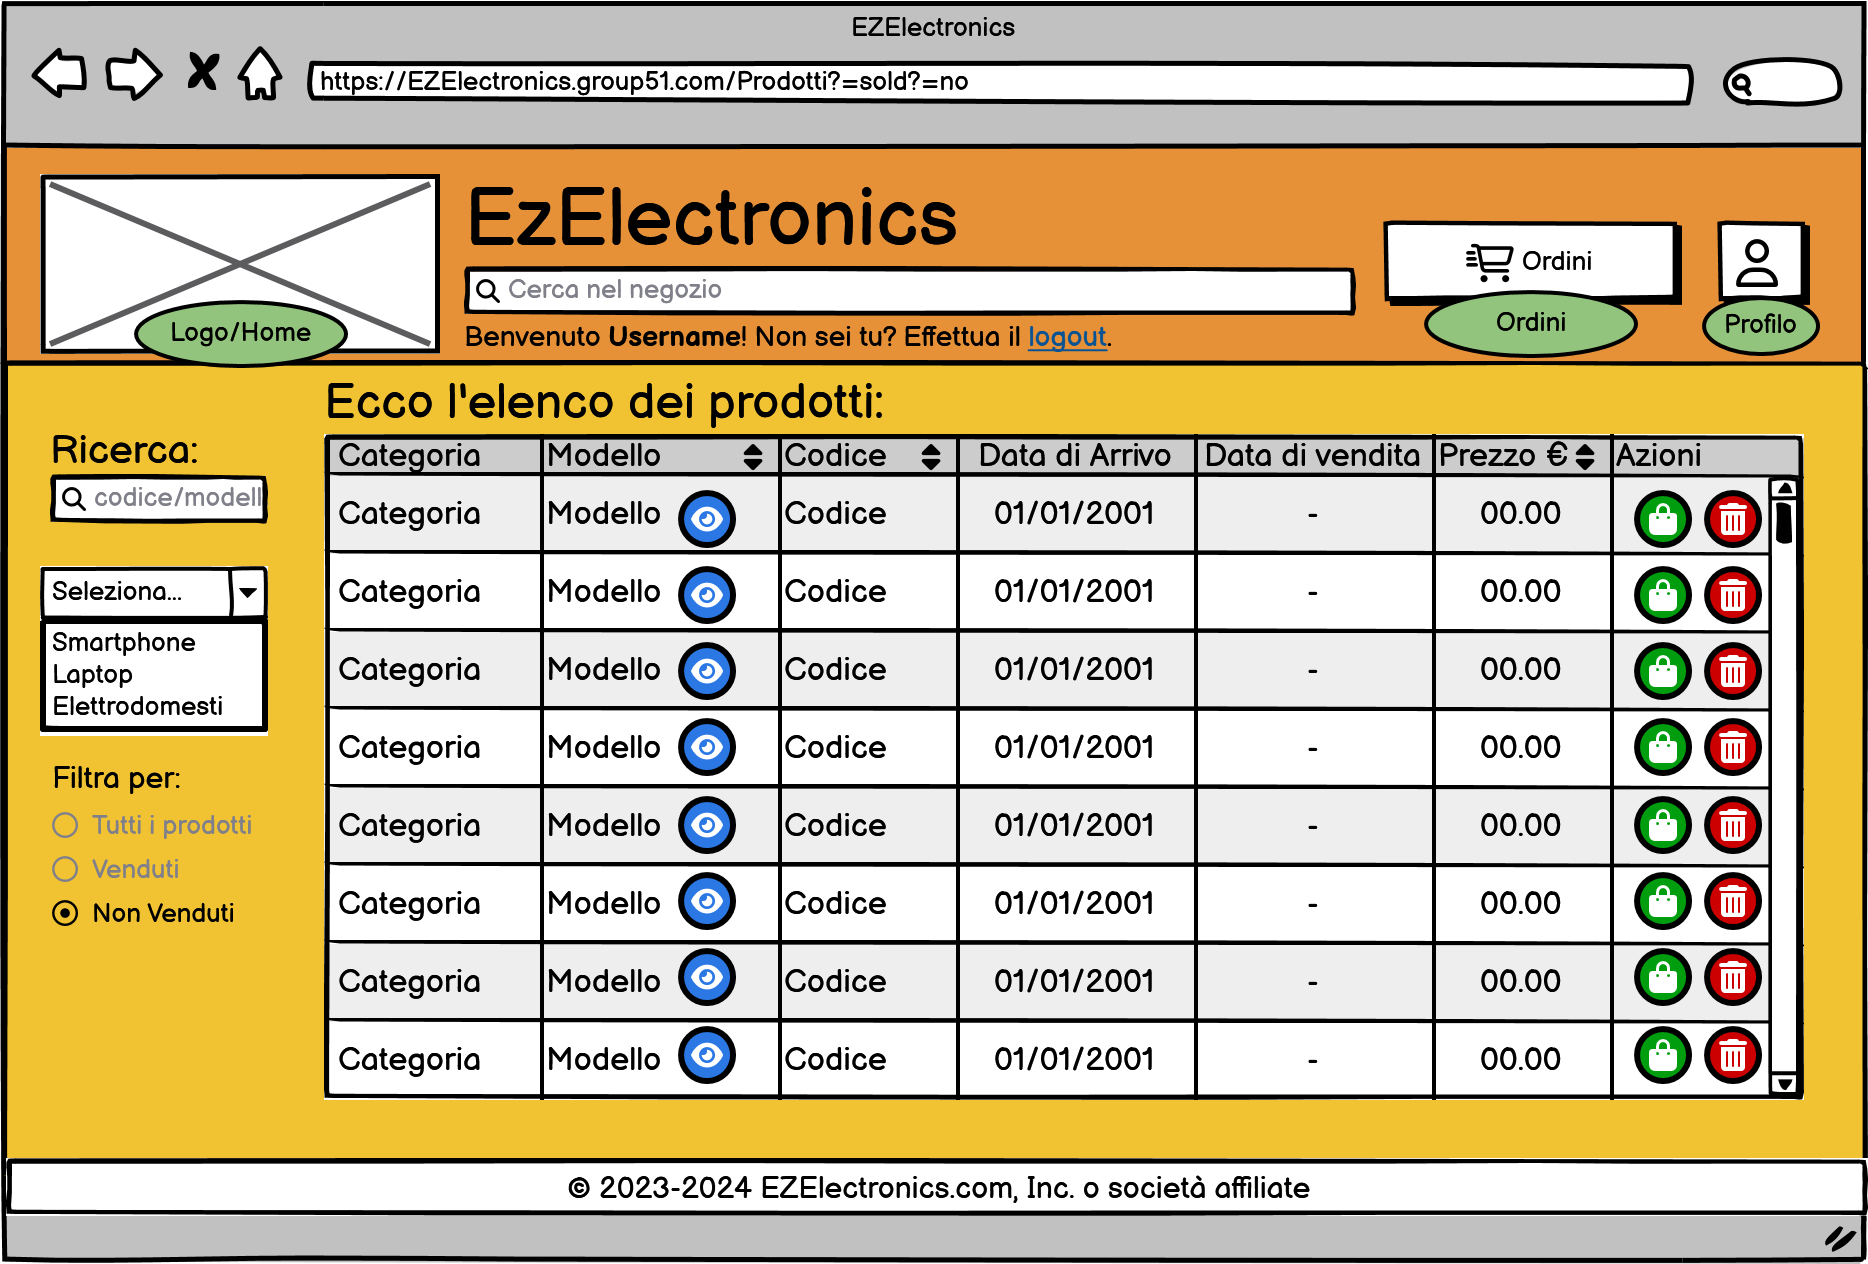 EZElectronics
https://EZElectronics.group51.com/Prodotti?=sold?=no
EzElectronics
Cerca nel negozio
Benvenuto Username! Non sei tu? Effettua il logout.
Logo/Home
Ordini
Ordini
Profilo
Ecco l'elenco dei prodotti:
Ricerca:
codice/modell
Seleziona...
Smartphone
Laptop
Elettrodomesti
Filtra per:
Tutti i prodotti
Venduti
Non Venduti
Categoria Modello Codice Data di Arrivo Data di vendita Prezzo € Azioni
Categoria Modello Codice 01/01/2001 - 00.00
Categoria Modello Codice 01/01/2001 - 00.00
Categoria Modello Codice 01/01/2001 - 00.00
Categoria Modello Codice 01/01/2001 - 00.00
Categoria Modello Codice 01/01/2001 - 00.00
Categoria Modello Codice 01/01/2001 - 00.00
Categoria Modello Codice 01/01/2001 - 00.00
Categoria Modello Codice 01/01/2001 - 00.00
© 2023-2024 EZElectronics.com, Inc. o società affiliate